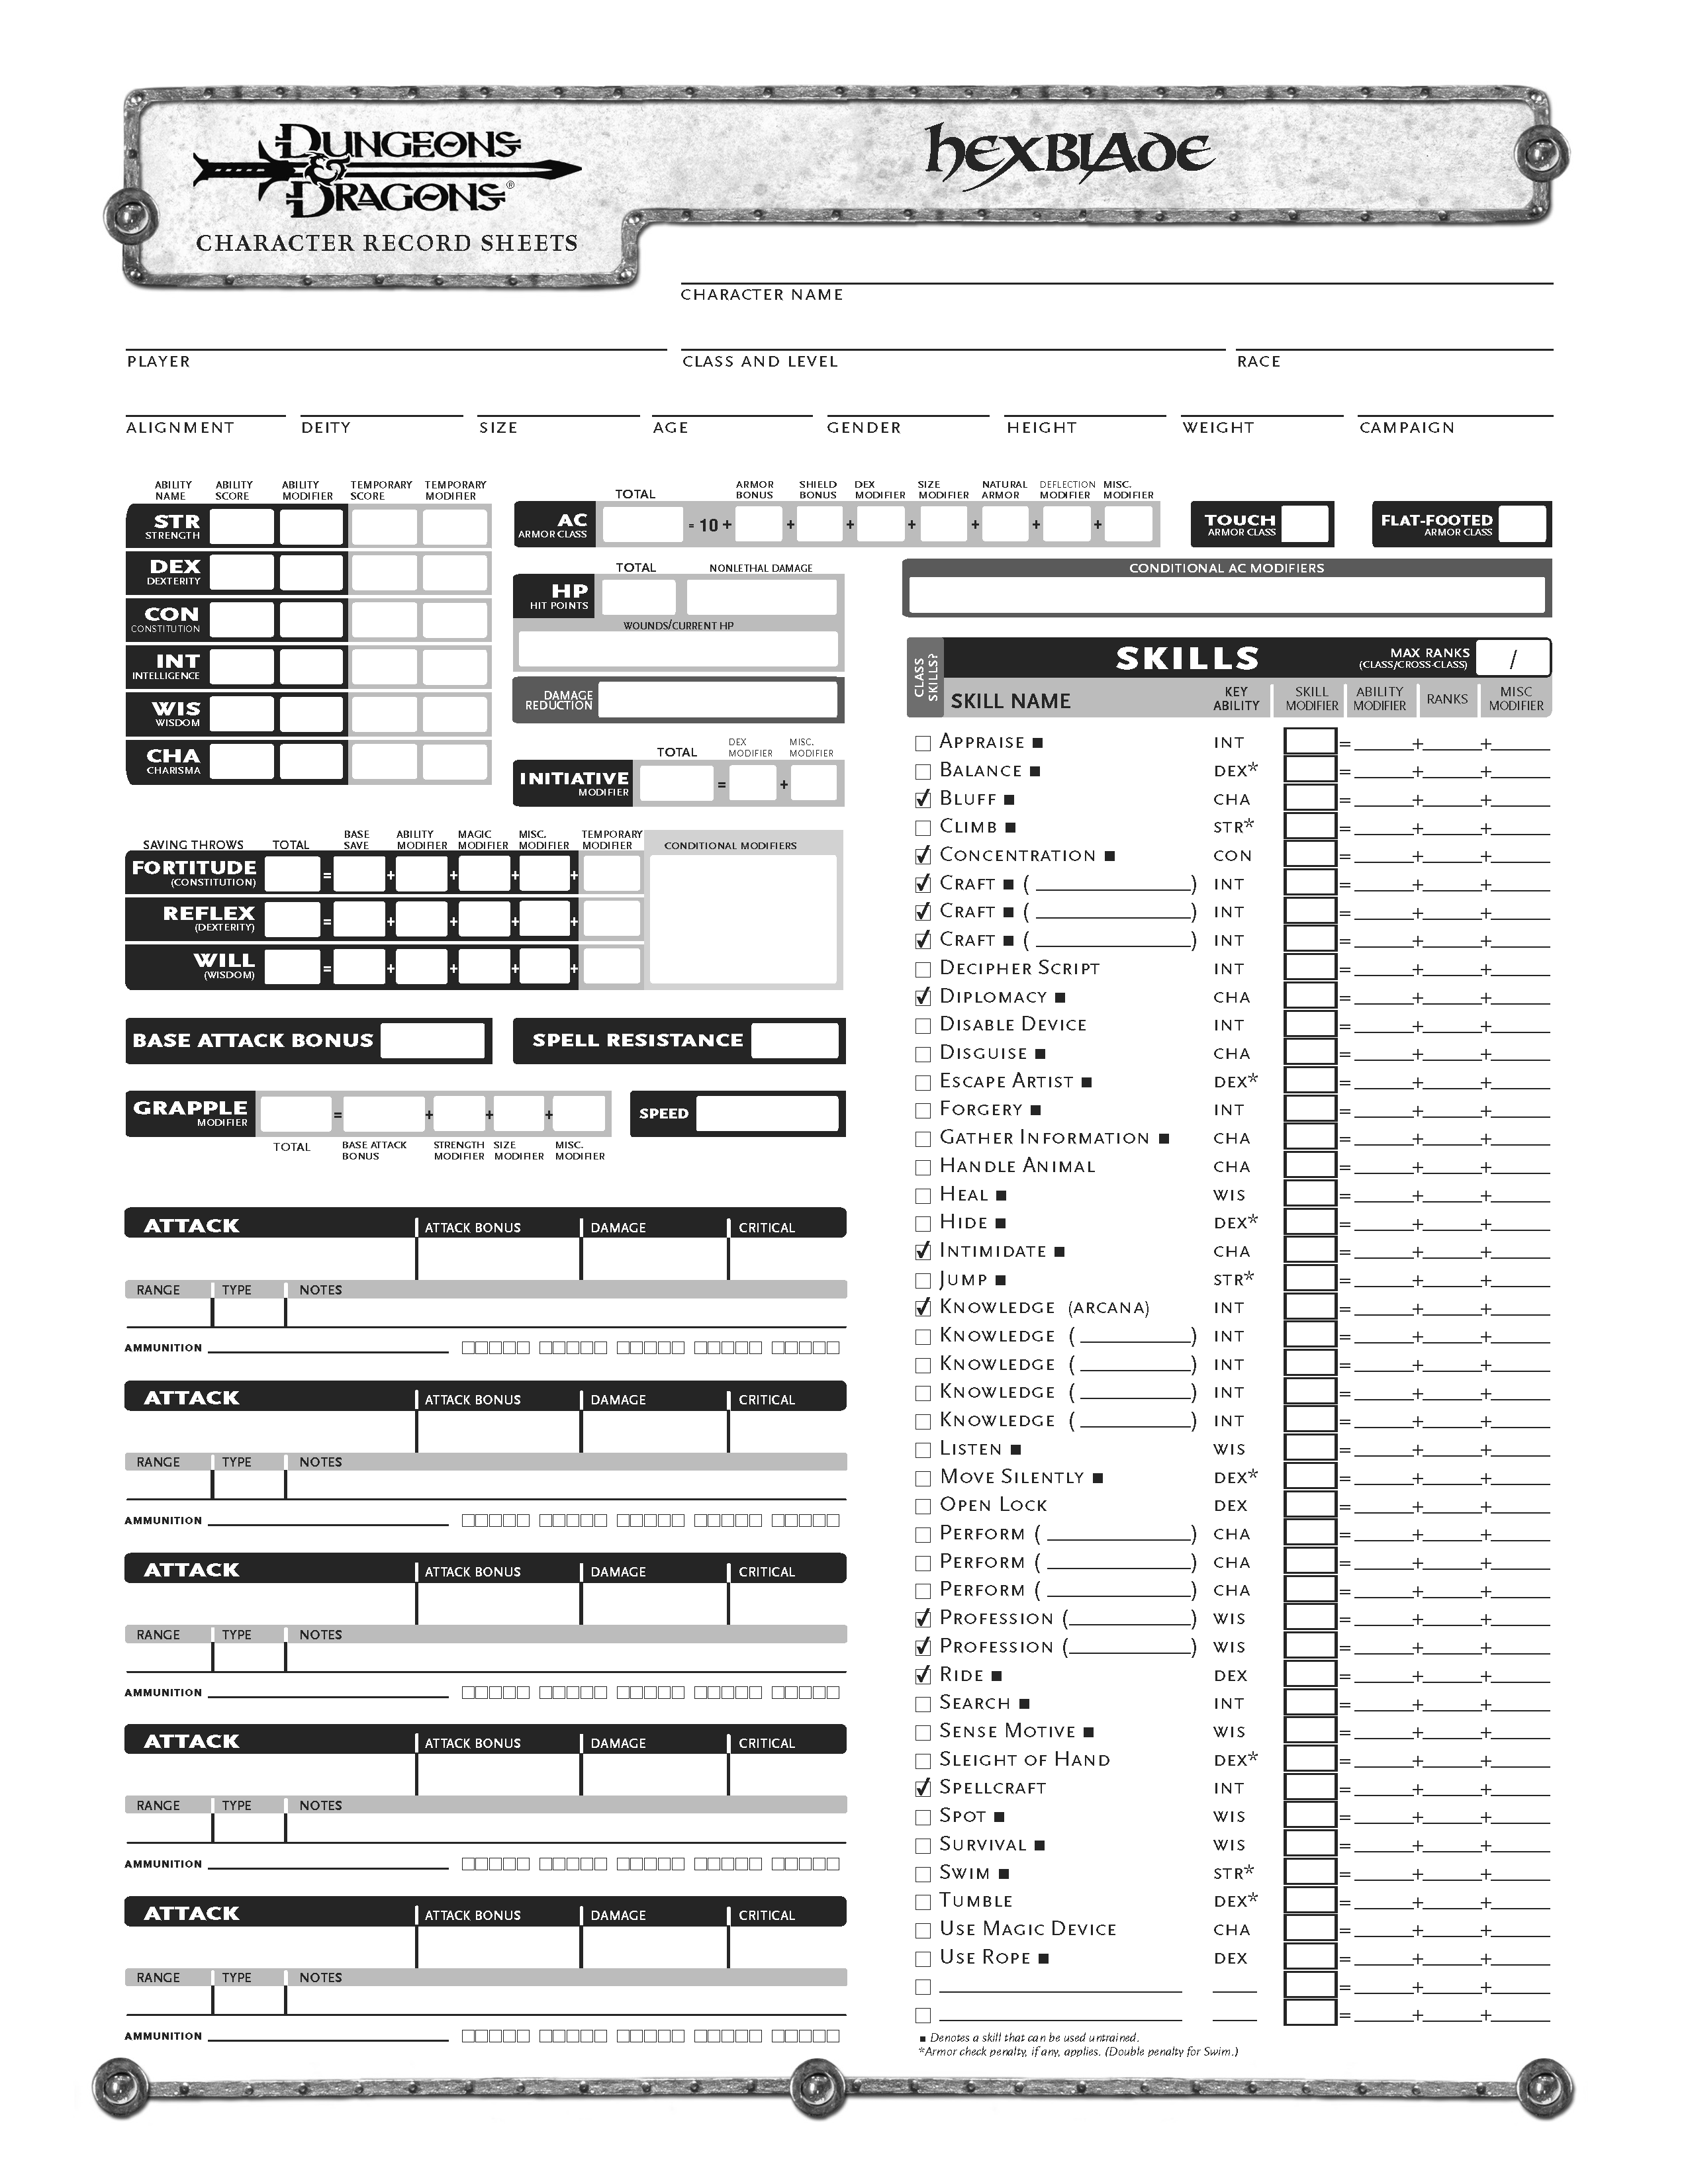 DUNGEONS
&
DRAGONS®
CHARACTER RECORD SHEETS
HEXBLADE
CHARACTER NAME
PLAYER CLASS AND LEVEL RACE
ALIGNMENT DEITY SIZE AGE GENDER HEIGHT WEIGHT CAMPAIGN
ABILITY NAME ABILITY SCORE ABILITY MODIFIER TEMPORARY SCORE TEMPORARY MODIFIER
STR
STRENGTH
DEX
DEXTERITY
CON
CONSTITUTION
INT
INTELLIGENCE
WIS
WISDOM
CHA
CHARISMA
TOTAL ARMOR BONUS SHIELD BONUS DEX MODIFIER SIZE MODIFIER NATURAL ARMOR DEFLECTION MODIFIER MISC. MODIFIER
AC
ARMOR CLASS
= 10 + + + + + + +
TOUCH
ARMOR CLASS
FLAT-FOOTED
ARMOR CLASS
TOTAL NONLETHAL DAMAGE
HP
HIT POINTS
WOUNDS/CURRENT HP
DAMAGE
REDUCTION
CONDITIONAL AC MODIFIERS
TOTAL DEX MODIFIER MISC. MODIFIER
INITIATIVE
MODIFIER
= +
SAVING THROWS TOTAL BASE SAVE ABILITY MODIFIER MAGIC MODIFIER MISC. MODIFIER TEMPORARY MODIFIER CONDITIONAL MODIFIERS
FORTITUDE
(CONSTITUTION)
= + + + +
REFLEX
(DEXTERITY)
= + + + +
WILL
(WISDOM)
= + + + +
BASE ATTACK BONUS
SPELL RESISTANCE
GRAPPLE
MODIFIER
= + + +
TOTAL BASE ATTACK BONUS STRENGTH MODIFIER SIZE MODIFIER MISC. MODIFIER
SPEED
ATTACK ATTACK BONUS DAMAGE CRITICAL
RANGE TYPE NOTES
AMMUNITION
ATTACK ATTACK BONUS DAMAGE CRITICAL
RANGE TYPE NOTES
AMMUNITION
ATTACK ATTACK BONUS DAMAGE CRITICAL
RANGE TYPE NOTES
AMMUNITION
ATTACK ATTACK BONUS DAMAGE CRITICAL
RANGE TYPE NOTES
AMMUNITION
ATTACK ATTACK BONUS DAMAGE CRITICAL
RANGE TYPE NOTES
AMMUNITION
CLASS SKILLS?
SKILLS
MAX RANKS
(CLASS/CROSS-CLASS)
/
SKILL NAME KEY ABILITY SKILL MODIFIER ABILITY MODIFIER RANKS MISC MODIFIER
☐ APPRAISE ■ INT = + +
☐ BALANCE ■ DEX* = + +
☑ BLUFF ■ CHA = + +
☐ CLIMB ■ STR* = + +
☑ CONCENTRATION ■ CON = + +
☑ CRAFT ■ ( ) INT = + +
☑ CRAFT ■ ( ) INT = + +
☑ CRAFT ■ ( ) INT = + +
☐ DECIPHER SCRIPT INT = + +
☑ DIPLOMACY ■ CHA = + +
☐ DISABLE DEVICE INT = + +
☐ DISGUISE ■ CHA = + +
☐ ESCAPE ARTIST ■ DEX* = + +
☐ FORGERY ■ INT = + +
☐ GATHER INFORMATION ■ CHA = + +
☐ HANDLE ANIMAL CHA = + +
☐ HEAL ■ WIS = + +
☐ HIDE ■ DEX* = + +
☑ INTIMIDATE ■ CHA = + +
☐ JUMP ■ STR* = + +
☑ KNOWLEDGE (ARCANA) INT = + +
☐ KNOWLEDGE ( ) INT = + +
☐ KNOWLEDGE ( ) INT = + +
☐ KNOWLEDGE ( ) INT = + +
☐ KNOWLEDGE ( ) INT = + +
☐ LISTEN ■ WIS = + +
☐ MOVE SILENTLY ■ DEX* = + +
☐ OPEN LOCK DEX = + +
☐ PERFORM ( ) CHA = + +
☐ PERFORM ( ) CHA = + +
☐ PERFORM ( ) CHA = + +
☑ PROFESSION ( ) WIS = + +
☑ PROFESSION ( ) WIS = + +
☑ RIDE ■ DEX = + +
☐ SEARCH ■ INT = + +
☐ SENSE MOTIVE ■ WIS = + +
☐ SLEIGHT OF HAND DEX* = + +
☑ SPELLCRAFT INT = + +
☐ SPOT ■ WIS = + +
☐ SURVIVAL ■ WIS = + +
☐ SWIM ■ STR* = + +
☐ TUMBLE DEX* = + +
☐ USE MAGIC DEVICE CHA = + +
☐ USE ROPE ■ DEX = + +
☐ = + +
☐ = + +
■ Denotes a skill that can be used untrained.
*Armor check penalty, if any, applies. (Double penalty for Swim.)